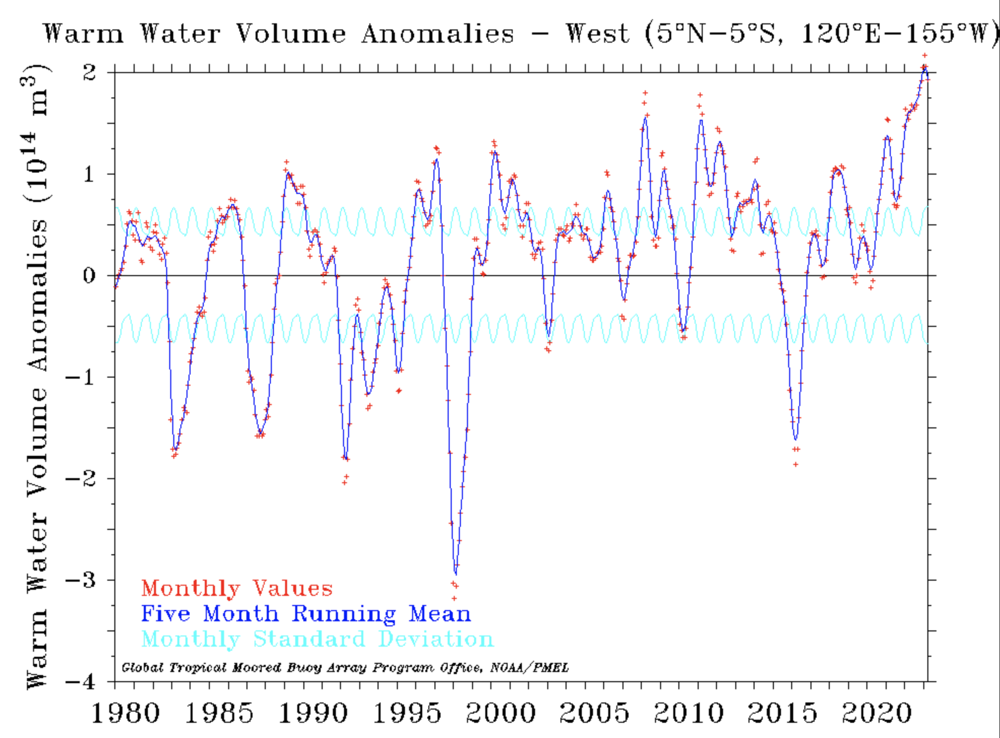 Warm Water Volume Anomalies – West (5°N–5°S, 120°E–155°W)
Warm Water Volume Anomalies (10¹⁴ m³)
2
1
0
−1
−2
−3
−4
Monthly Values
Five Month Running Mean
Monthly Standard Deviation
Global Tropical Moored Buoy Array Program Office, NOAA/PMEL
1980 1985 1990 1995 2000 2005 2010 2015 2020